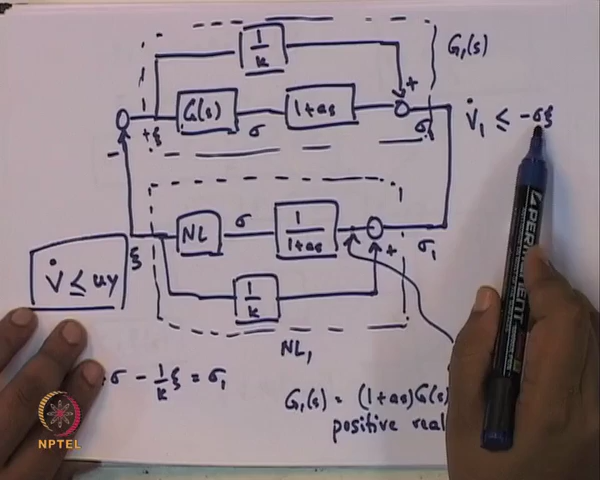 1/k
G₁(s)
+
+ξ
G(s)
σ
1+as
σ₁
V̇₁ ≤ -σξ
-
NL
σ
1/1+as
+
σ₁
V̇ ≤ uy
ξ
1/k
NL₁
+σ - 1/k ξ = σ₁
G₁(s) = (1+as)G(s)
positive real
NPTEL
PERMANENT